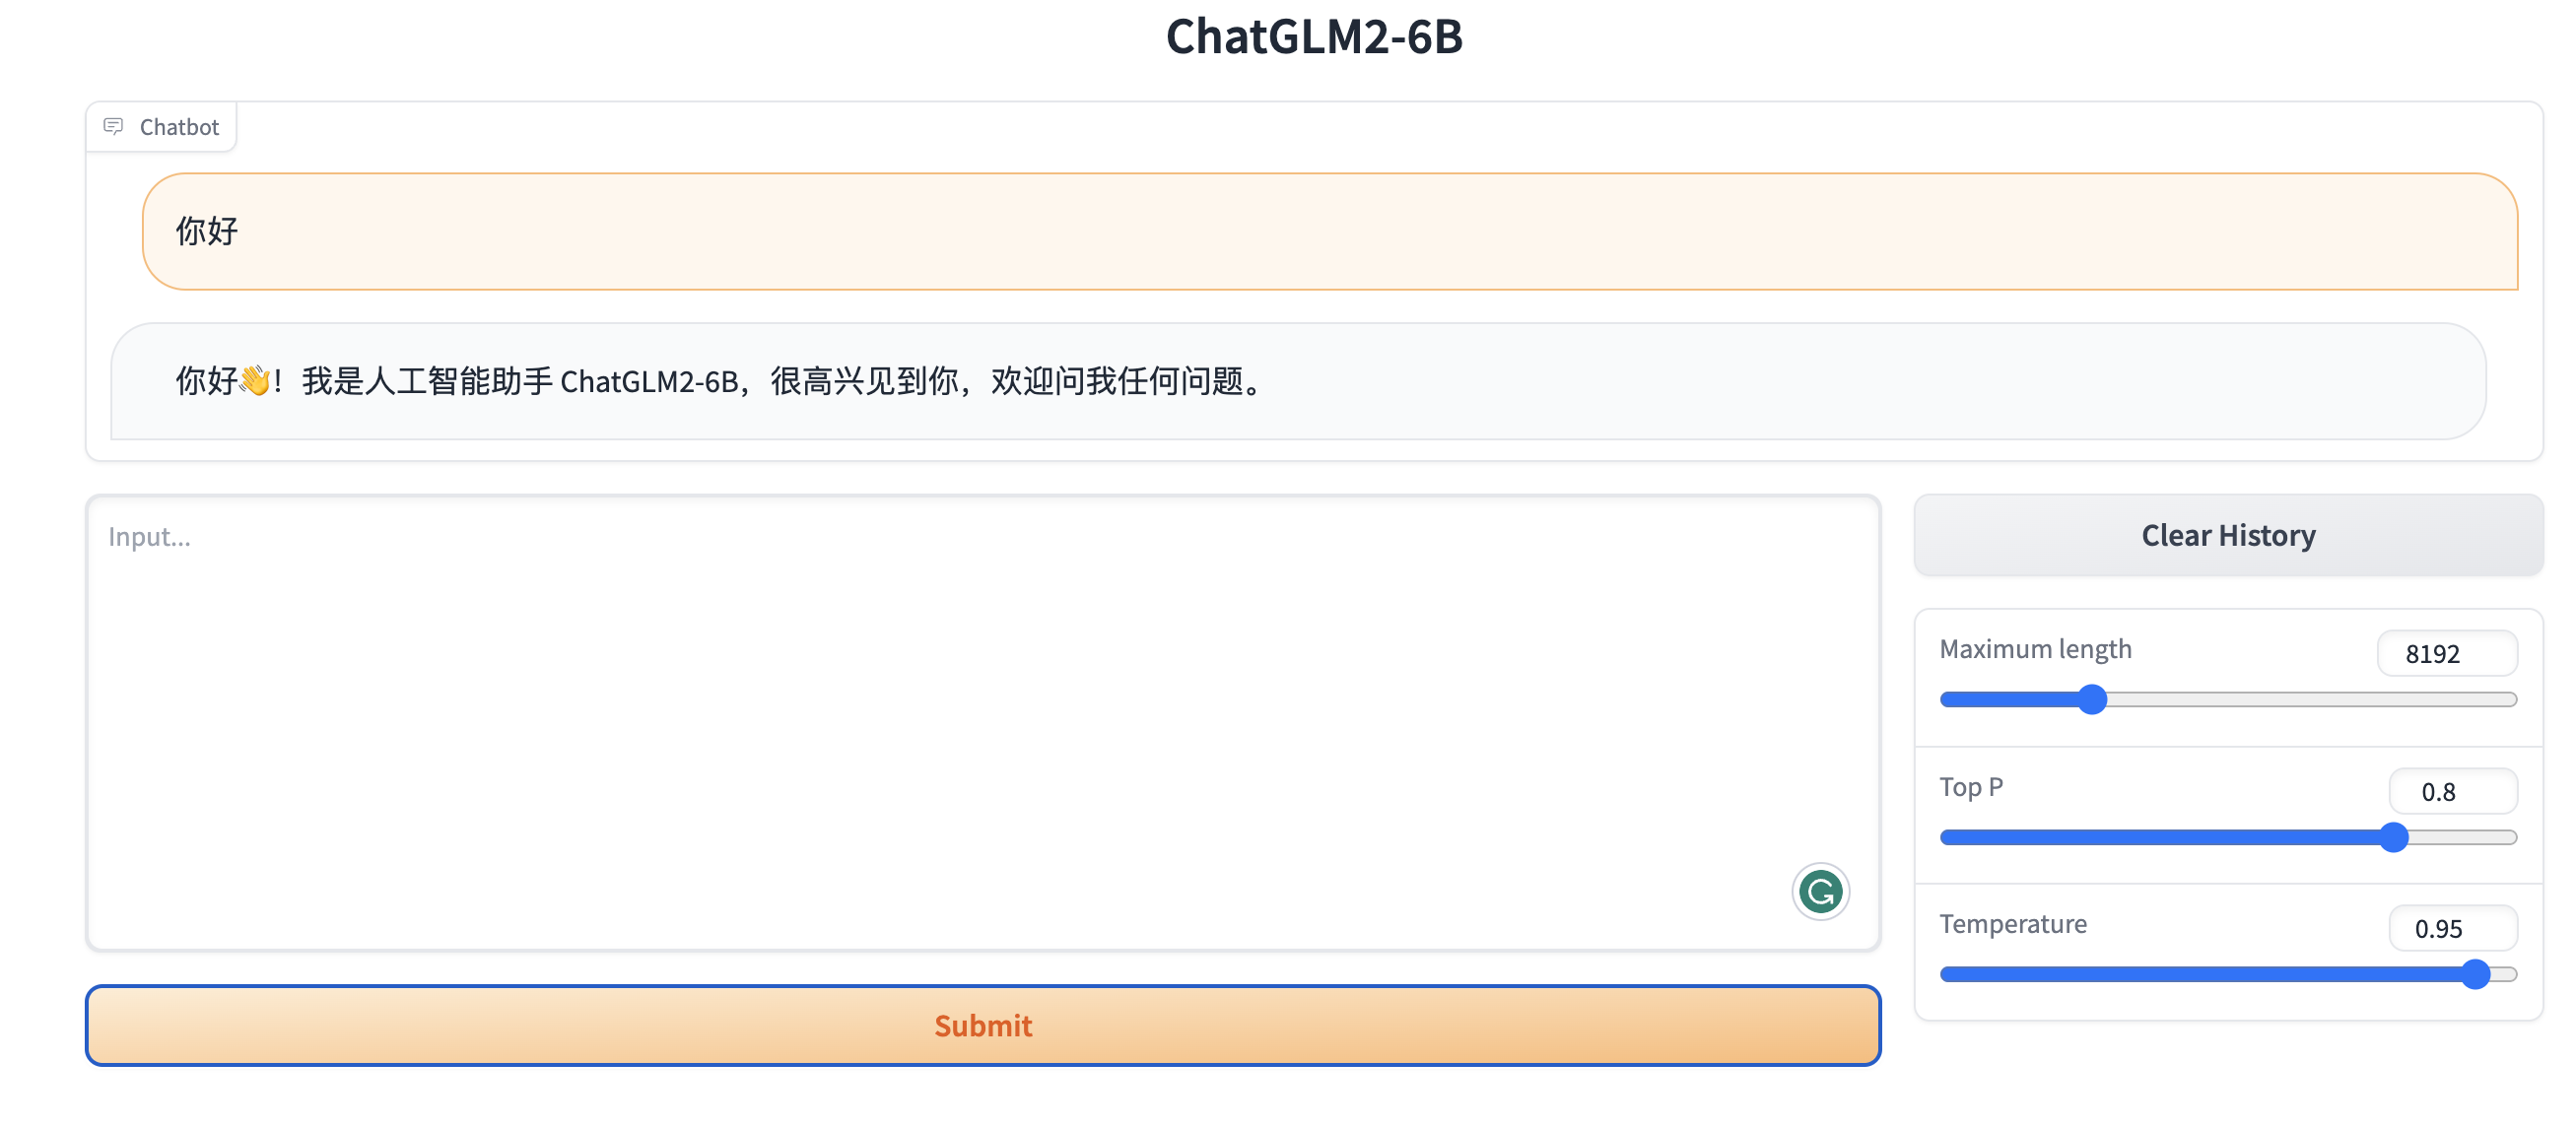 ChatGLM2-6B
Chatbot
你好
你好👋！我是人工智能助手 ChatGLM2-6B，很高兴见到你，欢迎问我任何问题。
Input...
Clear History
Maximum length
8192
Top P
0.8
Temperature
0.95
Submit